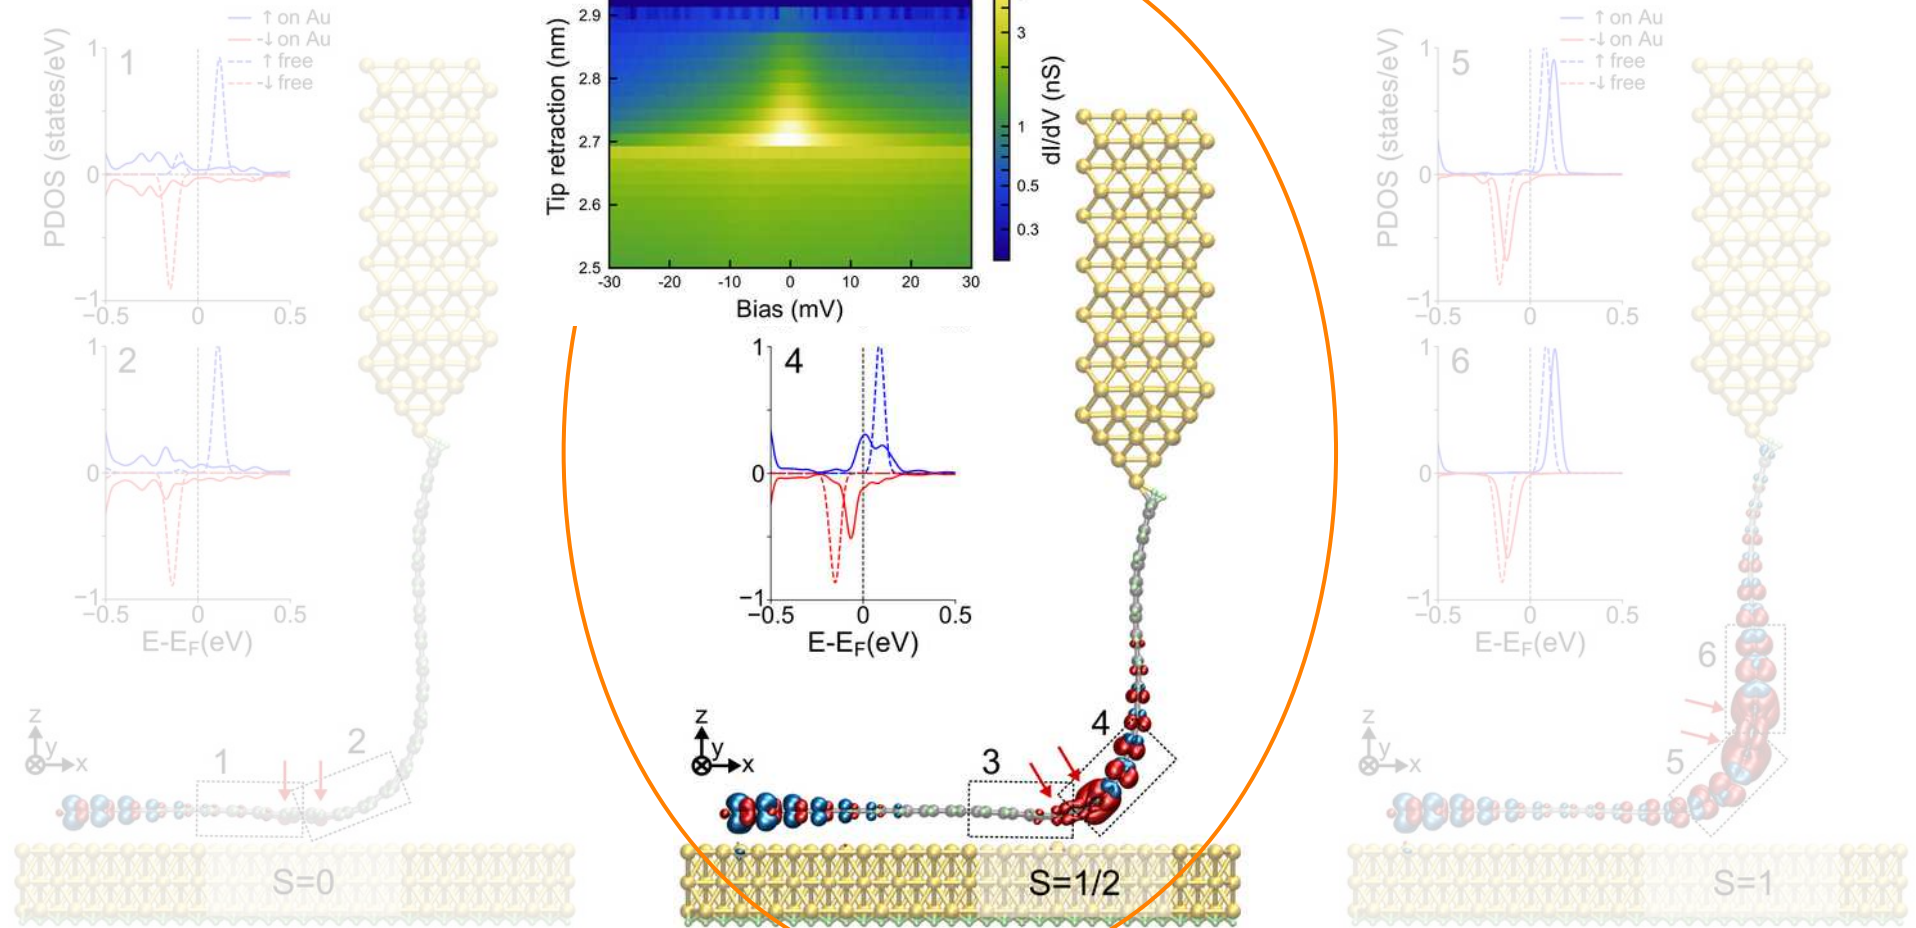 ↑ on Au
-↓ on Au
↑ free
-↓ free
PDOS (states/eV)
1
1
0
−1
−0.5 0 0.5
2
1
0
−1
−0.5 0 0.5
E-EF(eV)
z
y
x
1
2
S=0
Tip retraction (nm)
2.9
2.8
2.7
2.6
2.5
-30 -20 -10 0 10 20 30
Bias (mV)
3
1
0.5
0.3
dI/dV (nS)
4
1
0
−1
−0.5 0 0.5
E-EF(eV)
z
y
x
3
4
S=1/2
↑ on Au
-↓ on Au
↑ free
-↓ free
PDOS (states/eV)
5
1
0
−1
−0.5 0 0.5
6
1
0
−1
−0.5 0 0.5
E-EF(eV)
z
y
x
6
5
S=1